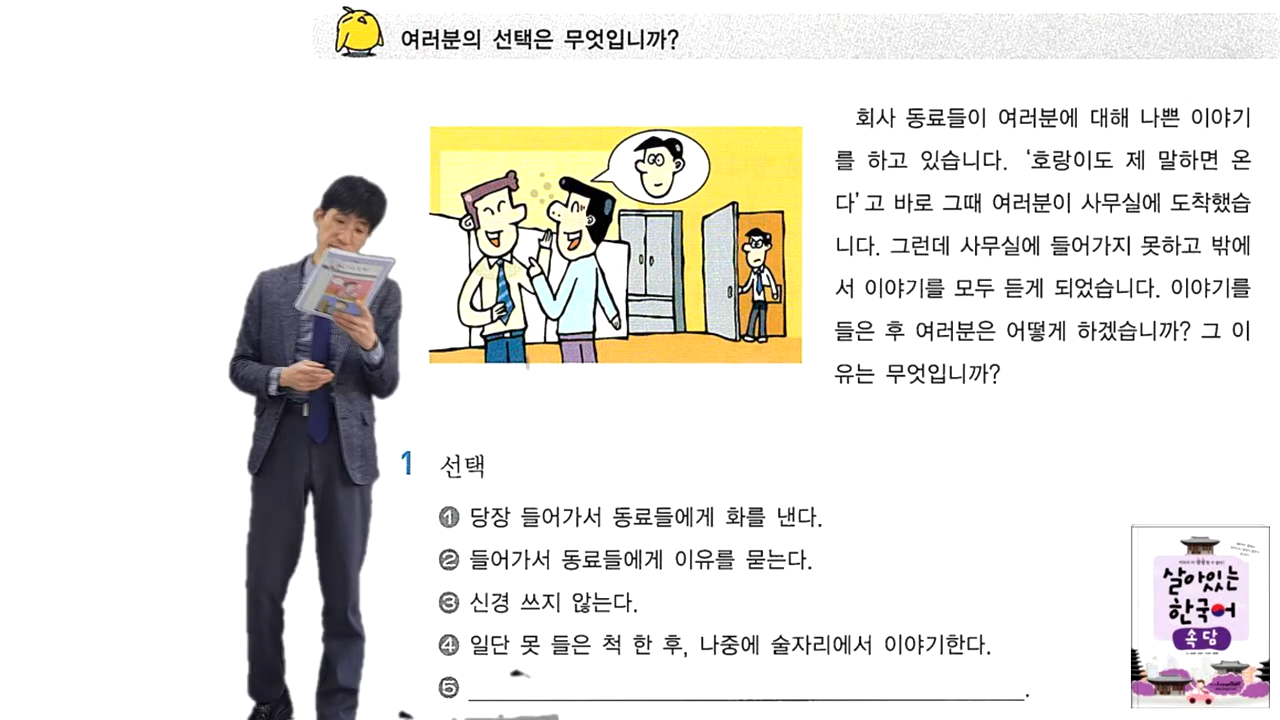 여러분의 선택은 무엇입니까?
회사 동료들이 여러분에 대해 나쁜 이야기
를 하고 있습니다. ‘호랑이도 제 말하면 온
다’고 바로 그때 여러분이 사무실에 도착했습
니다. 그런데 사무실에 들어가지 못하고 밖에
서 이야기를 모두 듣게 되었습니다. 이야기를
들은 후 여러분은 어떻게 하겠습니까? 그 이
유는 무엇입니까?
1 선택
① 당장 들어가서 동료들에게 화를 낸다.
② 들어가서 동료들에게 이유를 묻는다.
③ 신경 쓰지 않는다.
④ 일단 못 들은 척 한 후, 나중에 술자리에서 이야기한다.
⑤ .
살아있는
한국어
속담